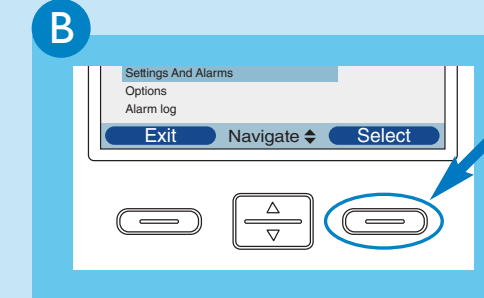 B
Settings And Alarms
Options
Alarm log
Exit Navigate Select